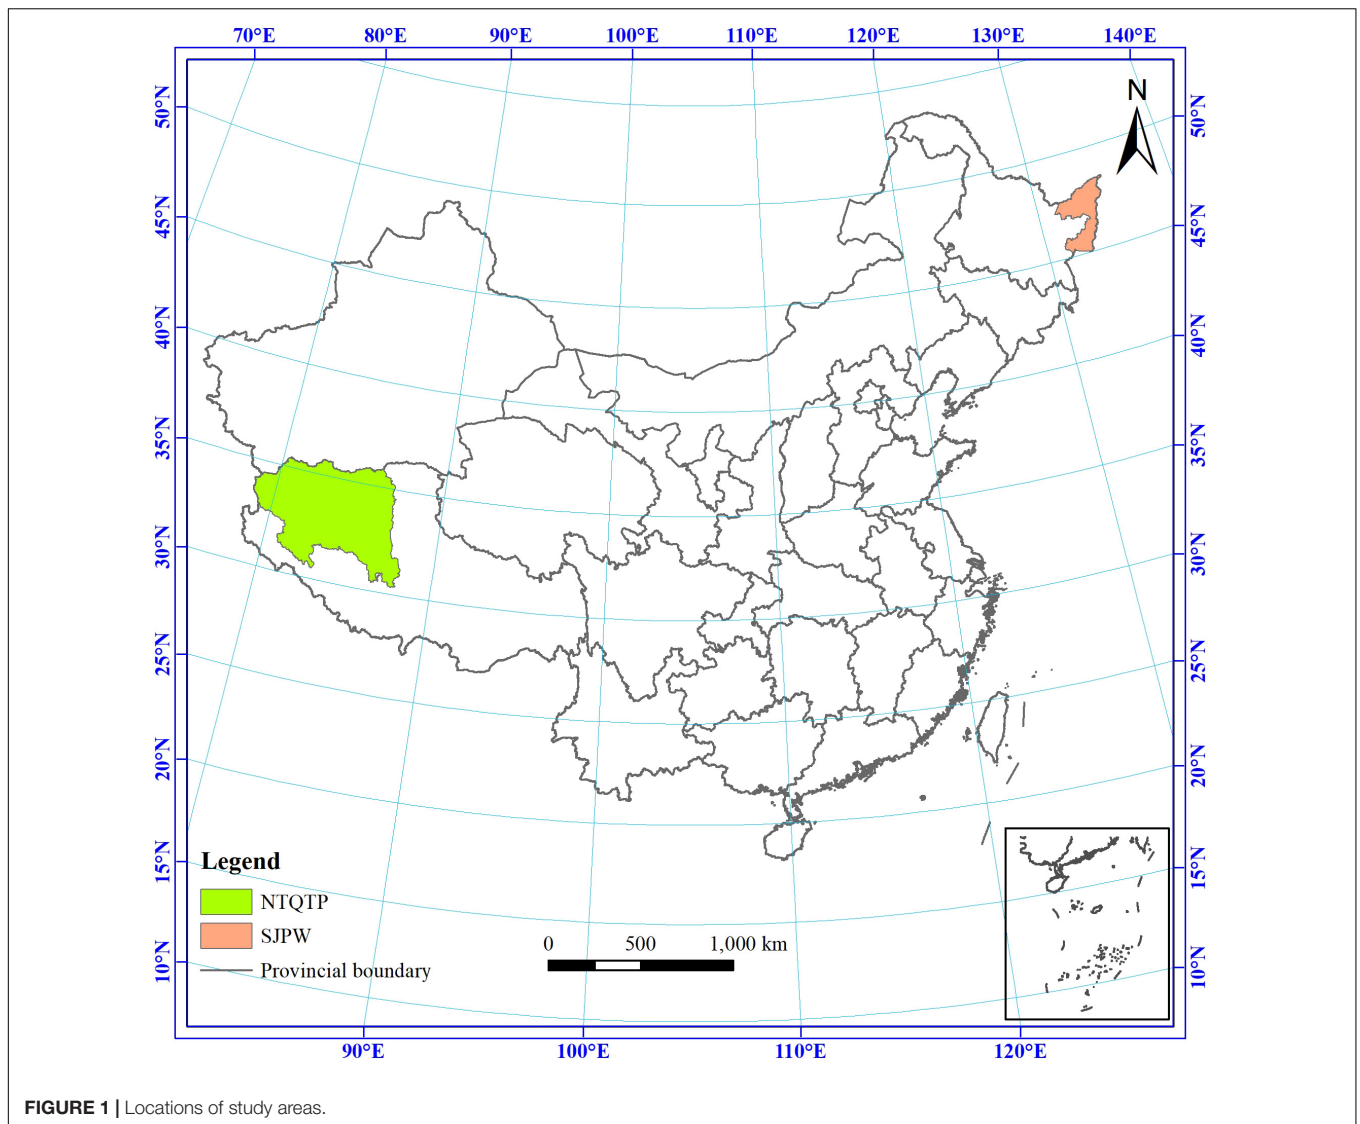 70°E 80°E 90°E 100°E 110°E 120°E 130°E 140°E
N
50°N 50°N
45°N 45°N
40°N 40°N
35°N 35°N
30°N 30°N
25°N 25°N
20°N 20°N
15°N 15°N
10°N 10°N
Legend
NTQTP
SJPW
Provincial boundary
0 500 1,000 km
90°E 100°E 110°E 120°E
FIGURE 1 | Locations of study areas.